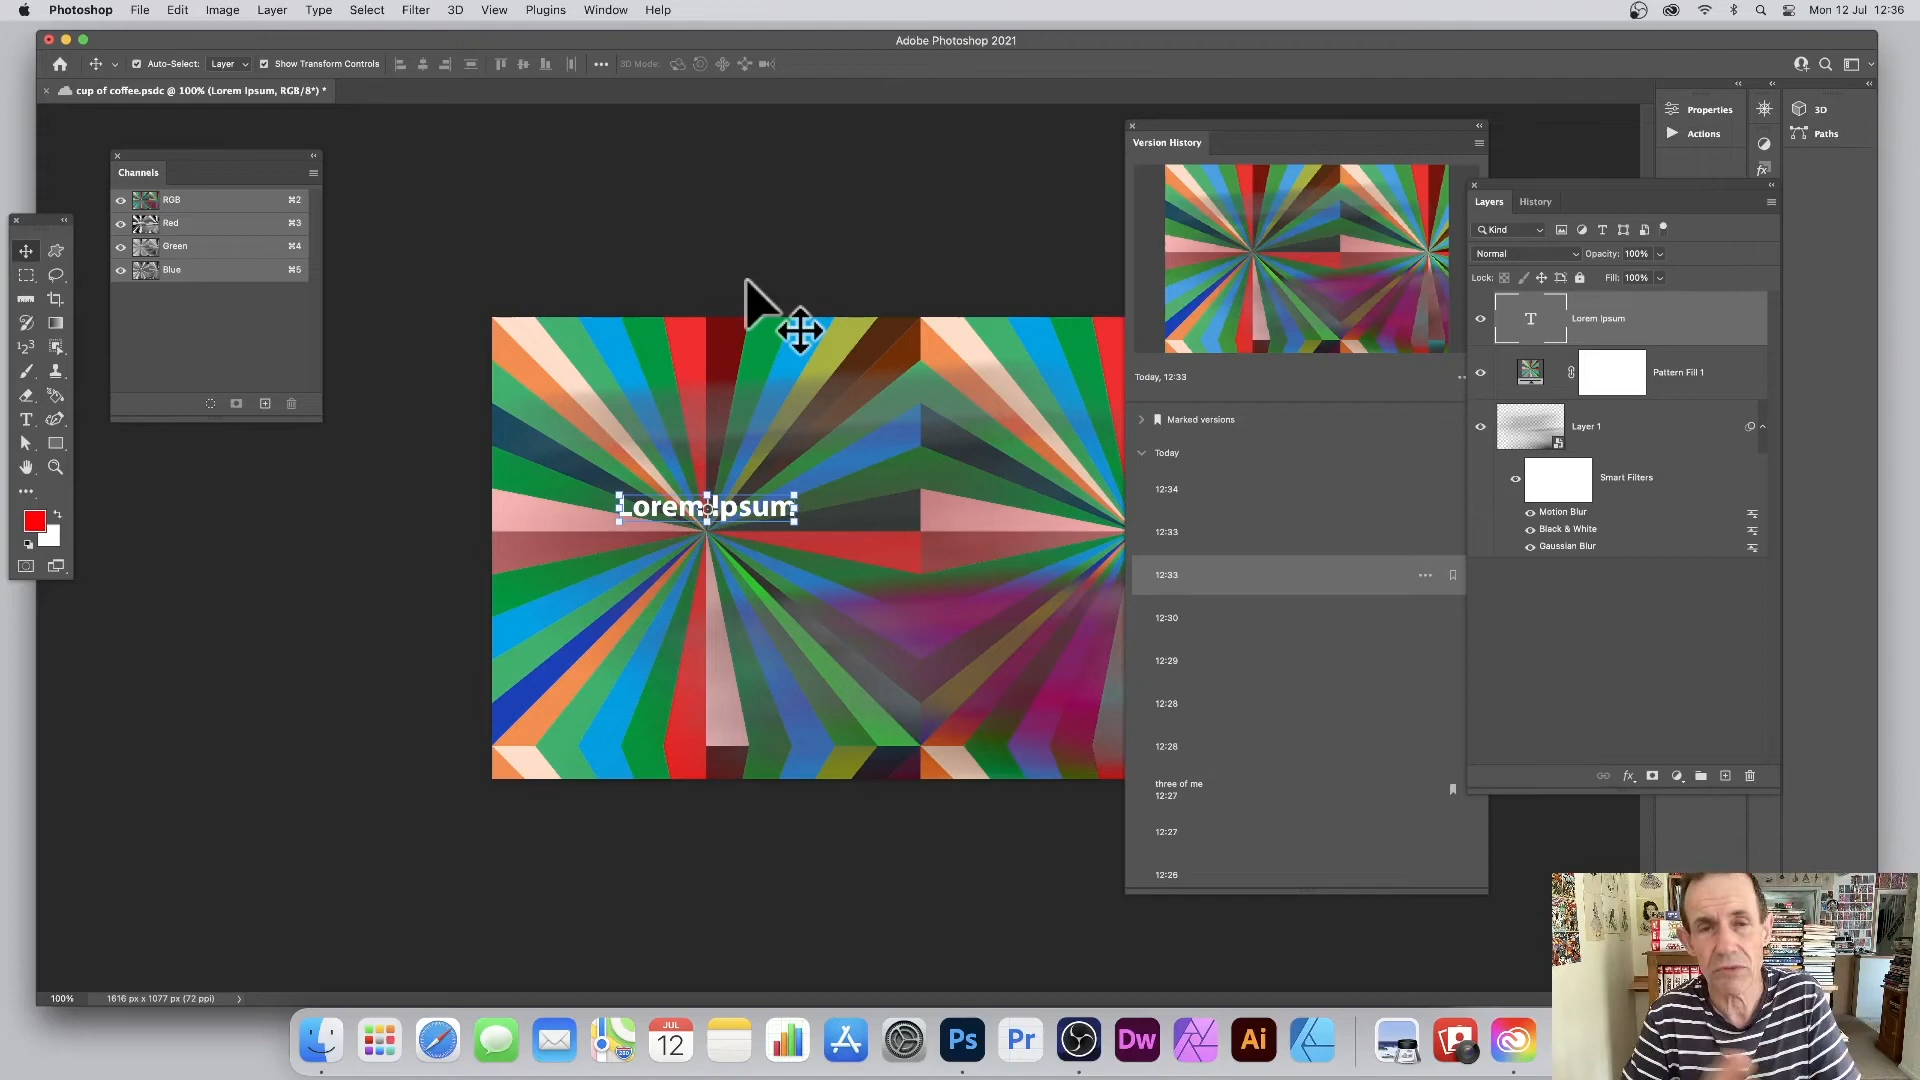 Photoshop File Edit Image Layer Type Select Filter 3D View Plugins Window Help Mon 12 Jul 12:36
Adobe Photoshop 2021
Auto-Select: Layer Show Transform Controls 3D Mode:
cup of coffee.psdc @ 100% (Lorem Ipsum, RGB/8*) *
Properties
Actions
3D
Paths
Channels
RGB ⌘2
Red ⌘3
Green ⌘4
Blue ⌘5
Lorem Ipsum
Version History
Today, 12:33
Marked versions
Today
12:34
12:33
12:33
12:30
12:29
12:28
12:28
three of me
12:27
12:27
12:26
Layers History
Kind
Normal Opacity: 100%
Lock: Fill: 100%
T Lorem Ipsum
Pattern Fill 1
Layer 1
Smart Filters
Motion Blur
Black & White
Gaussian Blur
fx
100% 1616 px x 1077 px (72 ppi)
JUL
12
280
Ps
Pr
Dw
Ai